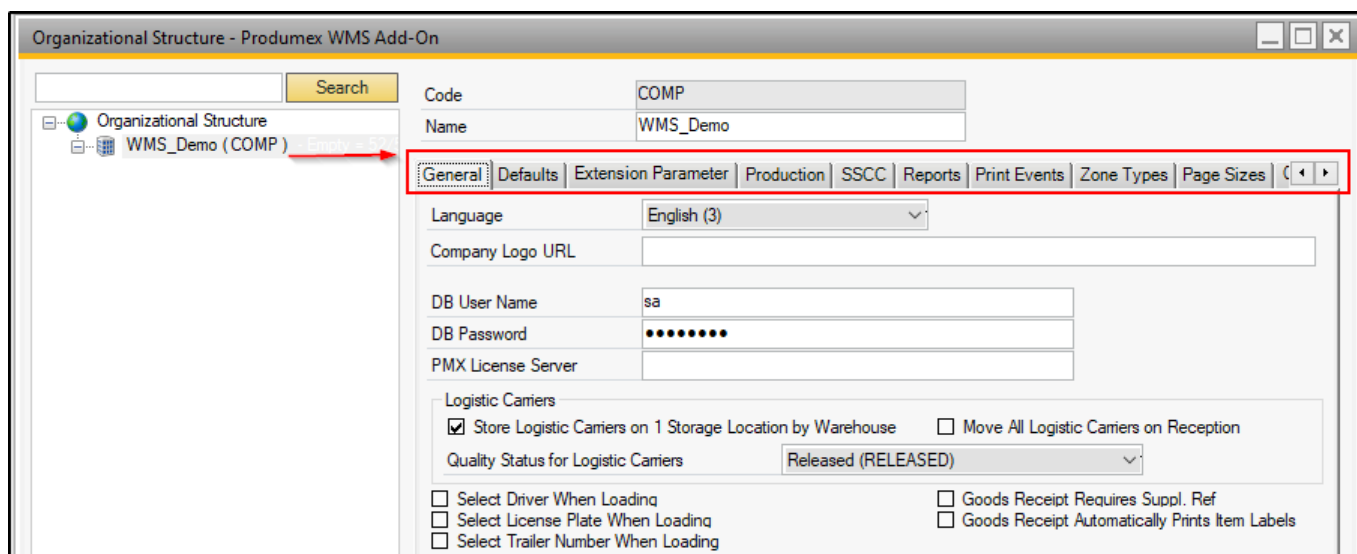 Organizational Structure - Produmex WMS Add-On
Search
Organizational Structure
WMS_Demo ( COMP ) - Empty =
Code COMP
Name WMS_Demo
General Defaults Extension Parameter Production SSCC Reports Print Events Zone Types Page Sizes
Language English (3)
Company Logo URL
DB User Name sa
DB Password ●●●●●●●●
PMX License Server
Logistic Carriers
Store Logistic Carriers on 1 Storage Location by Warehouse Move All Logistic Carriers on Reception
Quality Status for Logistic Carriers Released (RELEASED)
Select Driver When Loading Goods Receipt Requires Suppl. Ref
Select License Plate When Loading Goods Receipt Automatically Prints Item Labels
Select Trailer Number When Loading